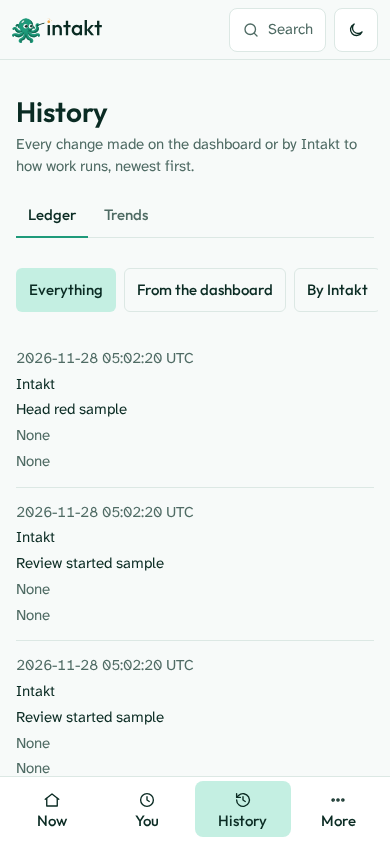 intakt
Search
History
Every change made on the dashboard or by Intakt to
how work runs, newest first.
Ledger
Trends
Everything
From the dashboard
By Intakt
2026-11-28 05:02:20 UTC
Intakt
Head red sample
None
None
2026-11-28 05:02:20 UTC
Intakt
Review started sample
None
None
2026-11-28 05:02:20 UTC
Intakt
Review started sample
None
None
Now
You
History
More